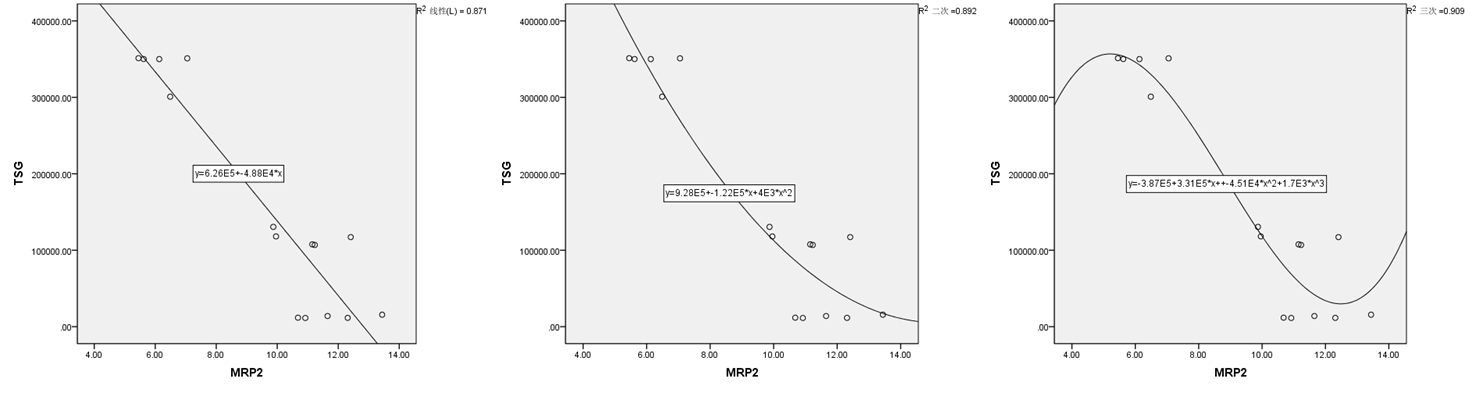 R² 线性(L) = 0.871
400000.00
300000.00
200000.00
100000.00
.00
TSG
y=6.26E5+-4.88E4*x
4.00 6.00 8.00 10.00 12.00 14.00
MRP2
R² 二次 =0.892
400000.00
300000.00
200000.00
100000.00
.00
TSG
y=9.28E5+-1.22E5*x+4E3*x^2
4.00 6.00 8.00 10.00 12.00 14.00
MRP2
R² 三次 =0.909
400000.00
300000.00
200000.00
100000.00
.00
TSG
y=-3.87E5+3.31E5*x++-4.51E4*x^2+1.7E3*x^3
4.00 6.00 8.00 10.00 12.00 14.00
MRP2